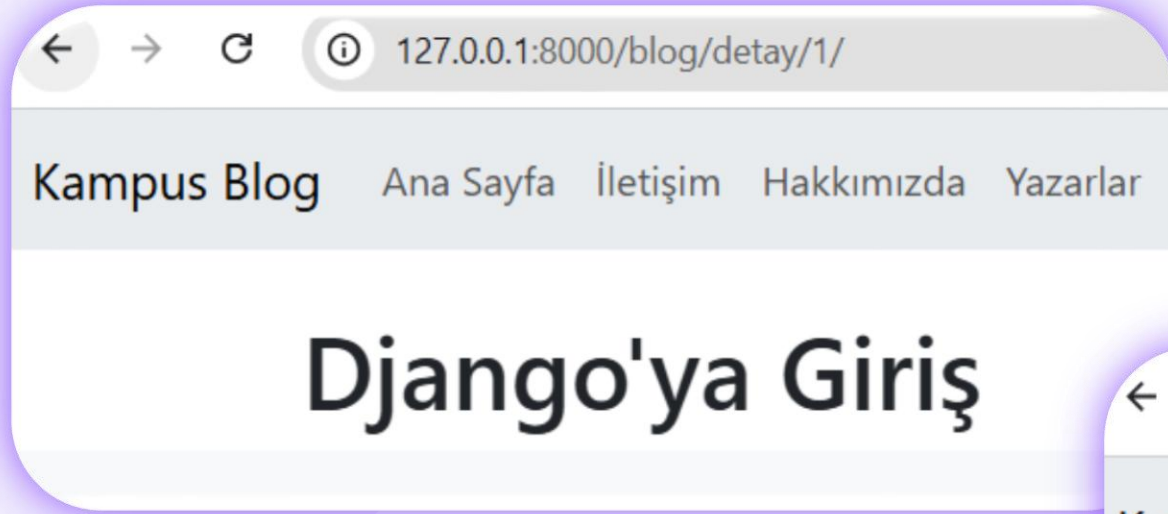 127.0.0.1:8000/blog/detay/1/
Kampus Blog Ana Sayfa İletişim Hakkımızda Yazarlar
Django'ya Giriş